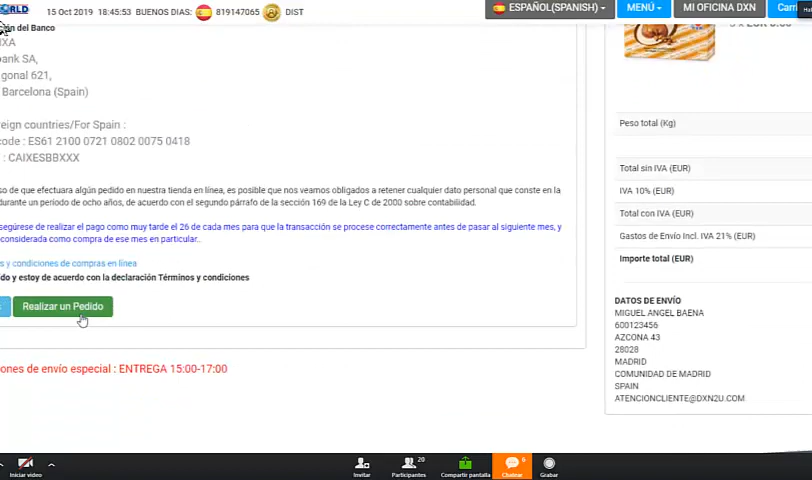 ORLD 15 Oct 2019 18:45:53 BUENOS DIAS: 819147065 DIST ESPAÑOL(SPANISH) MENÚ MI OFICINA DXN Carri
ón del Banco
IXA
bank SA,
gonal 621,
Barcelona (Spain)
reign countries/For Spain :
code : ES61 2100 0721 0802 0075 0418
: CAIXESBBXXX
so de que efectuara algún pedido en nuestra tienda en línea, es posible que nos veamos obligados a retener cualquier dato personal que conste en la
durante un periodo de ocho años, de acuerdo con el segundo párrafo de la sección 169 de la Ley C de 2000 sobre contabilidad.
segúrese de realizar el pago como muy tarde el 26 de cada mes para que la transacción se procese correctamente antes de pasar al siguiente mes, y
considerada como compra de ese mes en particular..
s y condiciones de compras en línea
do y estoy de acuerdo con la declaración Términos y condiciones
Realizar un Pedido
ones de envío especial : ENTREGA 15:00-17:00
Peso total (Kg)
Total sin IVA (EUR)
IVA 10% (EUR)
Total con IVA (EUR)
Gastos de Envío Incl. IVA 21% (EUR)
Importe total (EUR)
DATOS DE ENVÍO
MIGUEL ANGEL BAENA
600123456
AZCONA 43
28028
MADRID
COMUNIDAD DE MADRID
SPAIN
ATENCIONCLIENTE@DXN2U.COM
Iniciar video Invitar Participantes 20 Compartir pantalla Chatear 6 Grabar